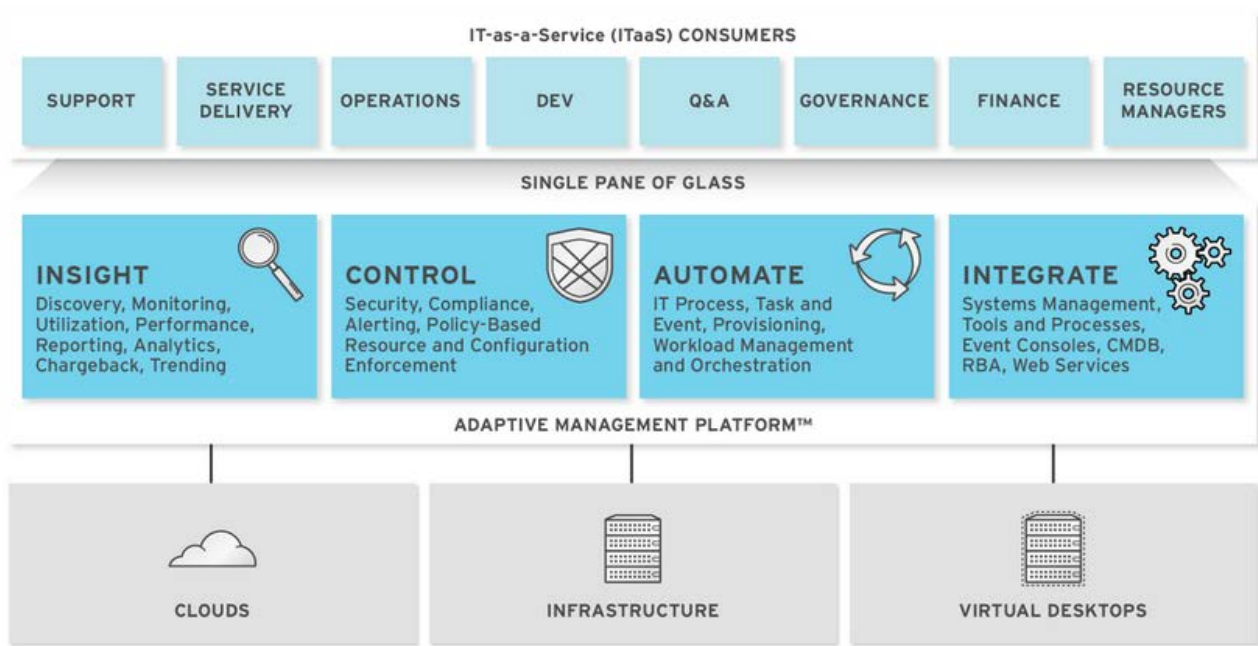 IT-as-a-Service (ITaaS) CONSUMERS
SUPPORT
SERVICE
DELIVERY
OPERATIONS
DEV
Q&A
GOVERNANCE
FINANCE
RESOURCE
MANAGERS
SINGLE PANE OF GLASS
INSIGHT
Discovery, Monitoring,
Utilization, Performance,
Reporting, Analytics,
Chargeback, Trending
CONTROL
Security, Compliance,
Alerting, Policy-Based
Resource and Configuration
Enforcement
AUTOMATE
IT Process, Task and
Event, Provisioning,
Workload Management
and Orchestration
INTEGRATE
Systems Management,
Tools and Processes,
Event Consoles, CMDB,
RBA, Web Services
ADAPTIVE MANAGEMENT PLATFORM™
CLOUDS
INFRASTRUCTURE
VIRTUAL DESKTOPS